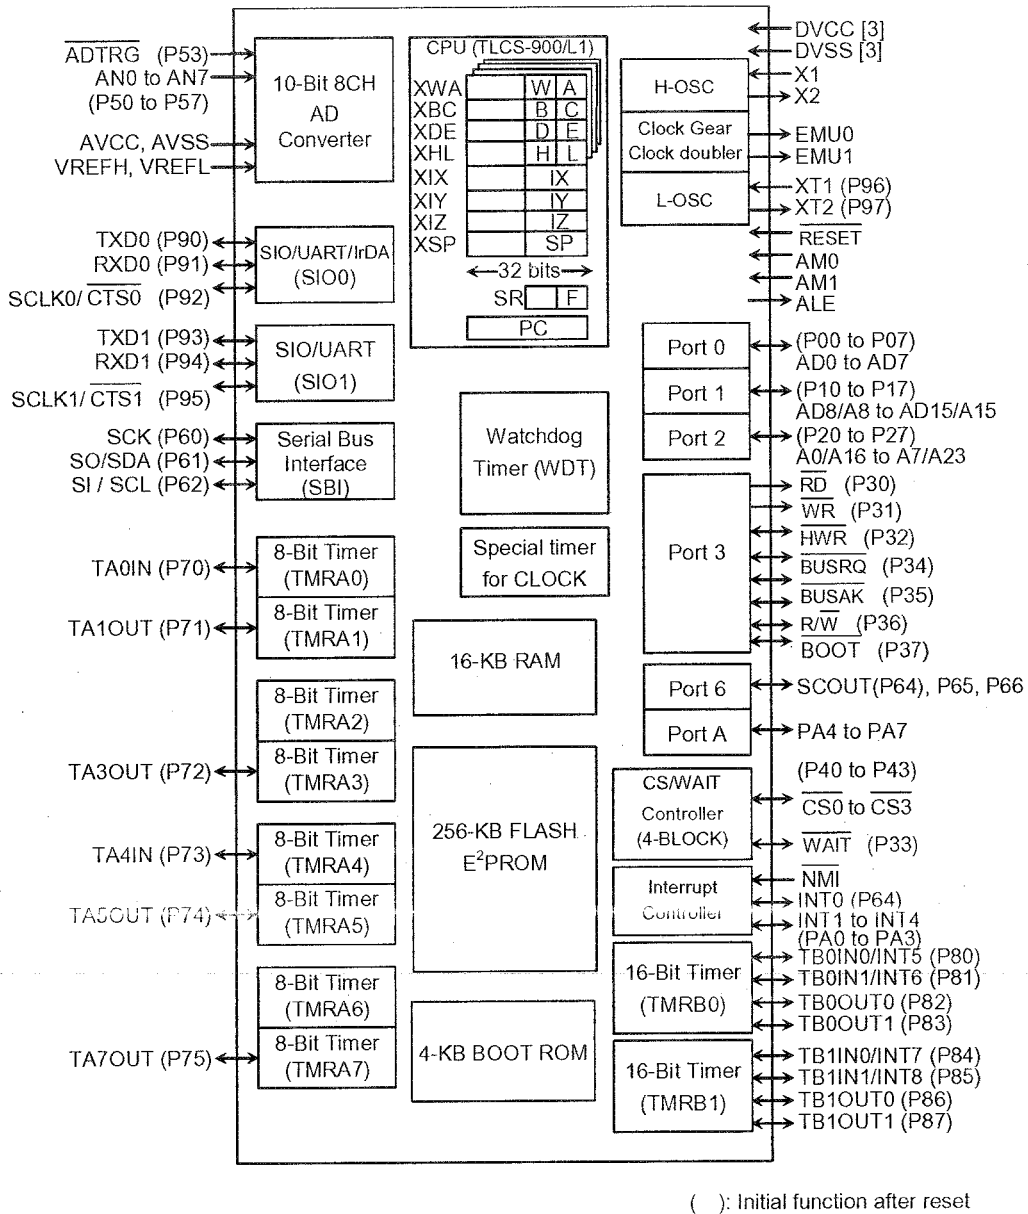 ADTRG (P53)
AN0 to AN7
(P50 to P57)
AVCC, AVSS
VREFH, VREFL
10-Bit 8CH
AD
Converter
TXD0 (P90)
RXD0 (P91)
SCLK0/ CTS0 (P92)
SIO/UART/IrDA
(SIO0)
TXD1 (P93)
RXD1 (P94)
SCLK1/ CTS1 (P95)
SIO/UART
(SIO1)
SCK (P60)
SO/SDA (P61)
SI / SCL (P62)
Serial Bus
Interface
(SBI)
TA0IN (P70)
8-Bit Timer
(TMRA0)
TA1OUT (P71)
8-Bit Timer
(TMRA1)
8-Bit Timer
(TMRA2)
TA3OUT (P72)
8-Bit Timer
(TMRA3)
TA4IN (P73)
8-Bit Timer
(TMRA4)
TA5OUT (P74)
8-Bit Timer
(TMRA5)
8-Bit Timer
(TMRA6)
TA7OUT (P75)
8-Bit Timer
(TMRA7)
CPU (TLCS-900/L1)
XWA W A
XBC B C
XDE D E
XHL H L
XIX IX
XIY IY
XIZ IZ
XSP SP
32 bits
SR F
PC
Watchdog
Timer (WDT)
Special timer
for CLOCK
16-KB RAM
256-KB FLASH
E²PROM
4-KB BOOT ROM
H-OSC
Clock Gear
Clock doubler
L-OSC
DVCC [3]
DVSS [3]
X1
X2
EMU0
EMU1
XT1 (P96)
XT2 (P97)
RESET
AM0
AM1
ALE
Port 0
(P00 to P07)
AD0 to AD7
Port 1
(P10 to P17)
AD8/A8 to AD15/A15
Port 2
(P20 to P27)
A0/A16 to A7/A23
Port 3
RD (P30)
WR (P31)
HWR (P32)
BUSRQ (P34)
BUSAK (P35)
R/W (P36)
BOOT (P37)
Port 6
SCOUT(P64), P65, P66
Port A
PA4 to PA7
CS/WAIT
Controller
(4-BLOCK)
(P40 to P43)
CS0 to CS3
WAIT (P33)
Interrupt
Controller
NMI
INT0 (P64)
INT1 to INT4
(PA0 to PA3)
16-Bit Timer
(TMRB0)
TB0IN0/INT5 (P80)
TB0IN1/INT6 (P81)
TB0OUT0 (P82)
TB0OUT1 (P83)
16-Bit Timer
(TMRB1)
TB1IN0/INT7 (P84)
TB1IN1/INT8 (P85)
TB1OUT0 (P86)
TB1OUT1 (P87)
( ): Initial function after reset